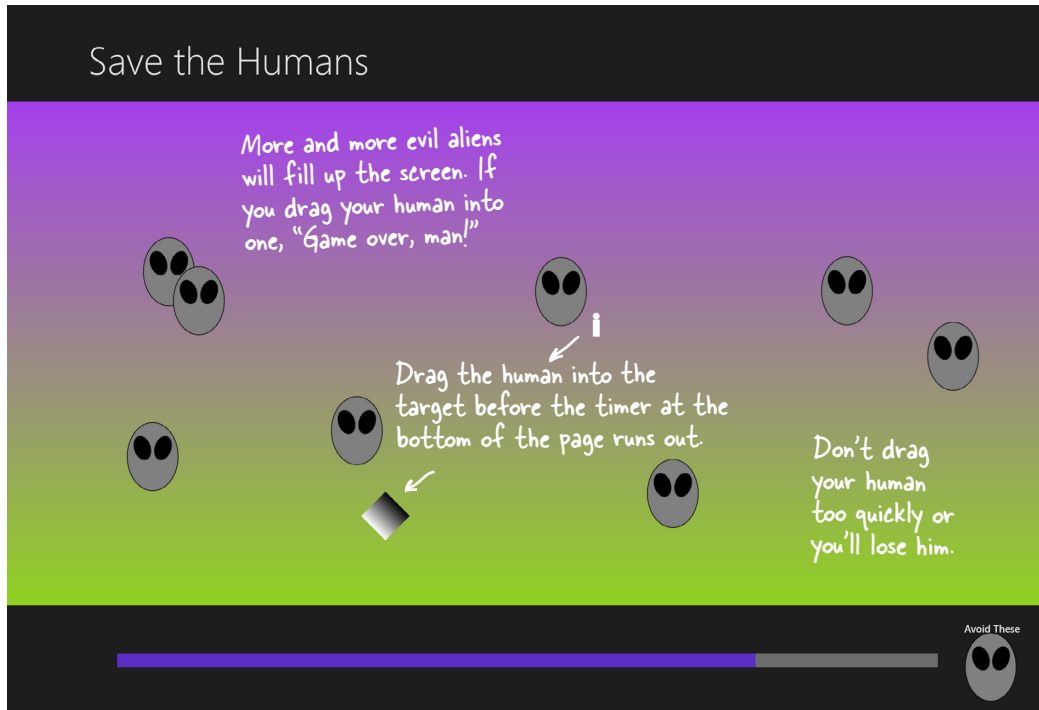 Save the Humans
More and more evil aliens
will fill up the screen. If
you drag your human into
one, “Game over, man!”
Drag the human into the
target before the timer at the
bottom of the page runs out.
Don't drag
your human
too quickly or
you'll lose him.
Avoid These